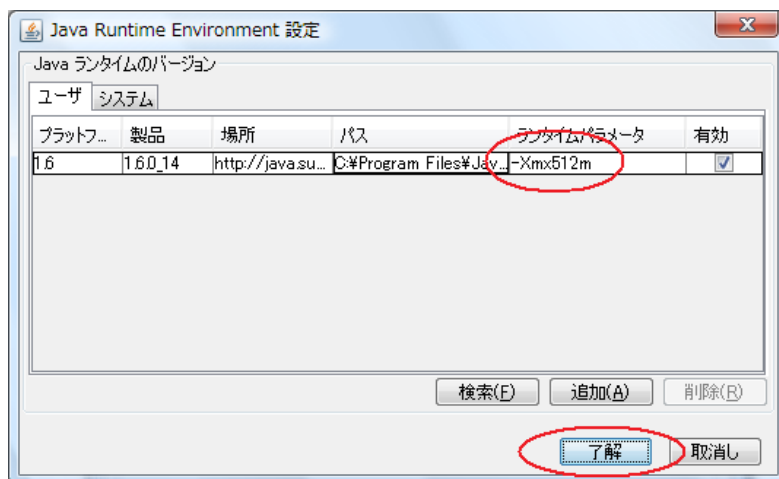 Java Runtime Environment 設定
Java ランタイムのバージョン
ユーザ システム
プラットフ... 製品 場所 パス ランタイムパラメータ 有効
1.6 1.6.0_14 http://java.su... C:¥Program Files¥Jav... -Xmx512m
検索(F) 追加(A) 削除(R)
了解 取消し